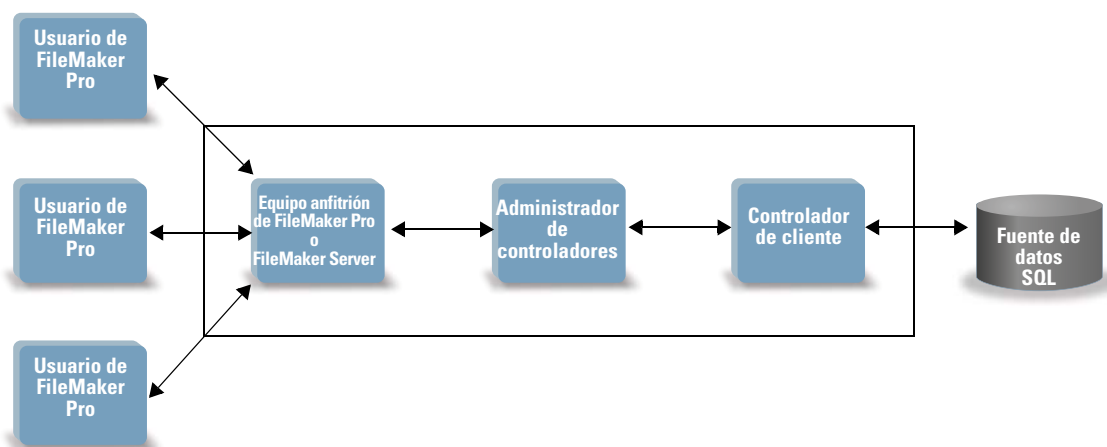 Usuario de
FileMaker
Pro
Usuario de
FileMaker
Pro
Equipo anfitrión
de FileMaker Pro
o
FileMaker Server
Administrador
de
controladores
Controlador
de cliente
Fuente de
datos
SQL
Usuario de
FileMaker
Pro